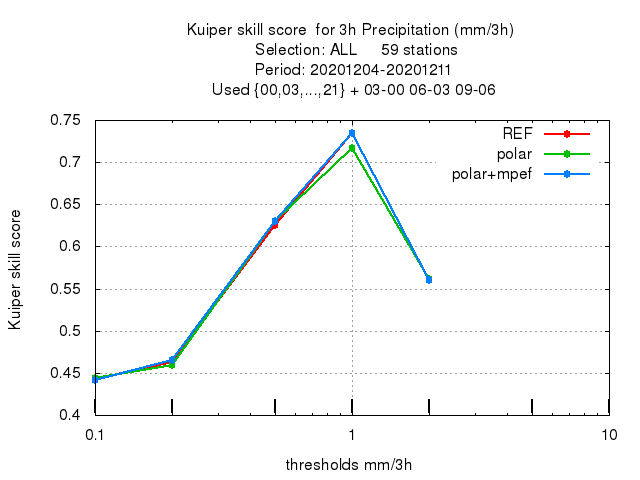 Kuiper skill score  for 3h Precipitation (mm/3h)
Selection: ALL     59 stations
Period: 20201204-20201211
Used {00,03,...,21} + 03-00 06-03 09-06
REF
polar
polar+mpef
0.75
0.7
0.65
0.6
0.55
0.5
0.45
0.4
Kuiper skill score
0.1
1
10
thresholds mm/3h